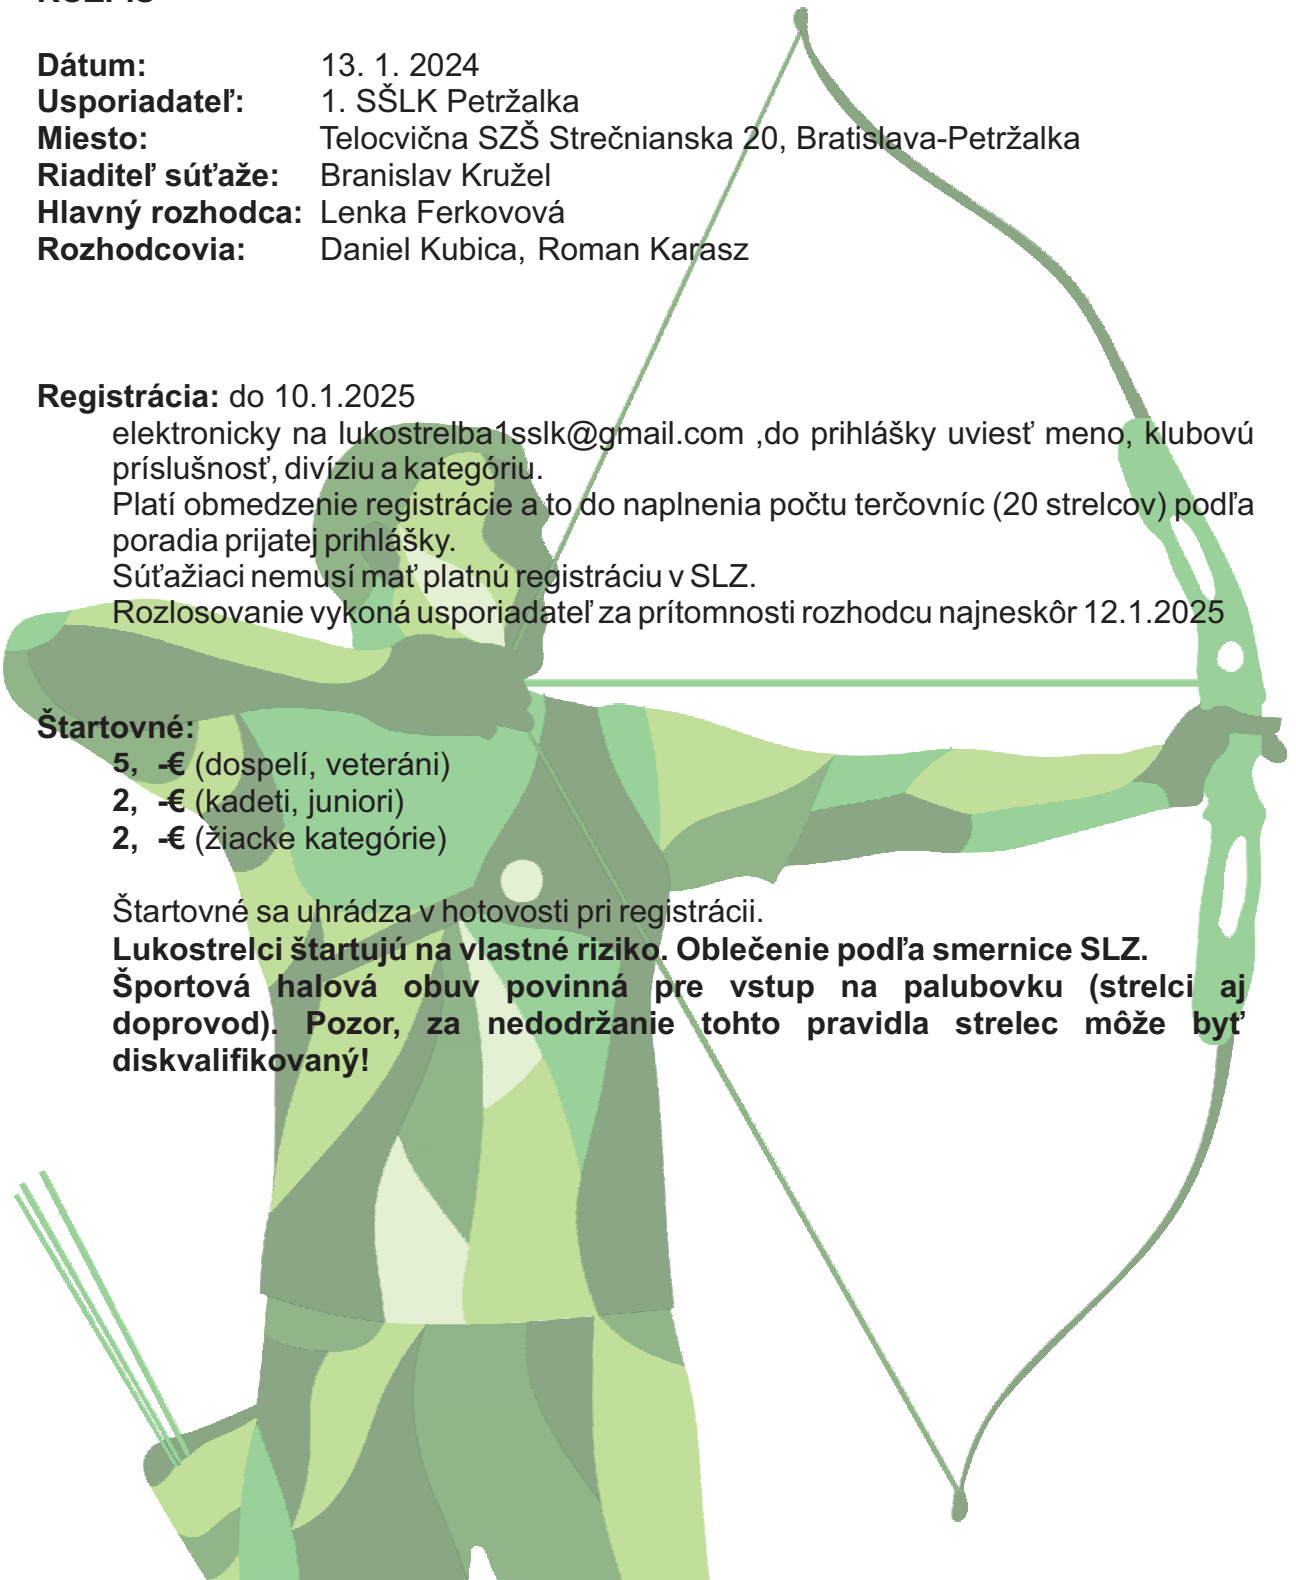 Dátum: 13. 1. 2024
Usporiadateľ: 1. SŠLK Petržalka
Miesto: Telocvična SZŠ Strečnianska 20, Bratislava-Petržalka
Riaditeľ súťaže: Branislav Kružel
Hlavný rozhodca: Lenka Ferkovová
Rozhodcovia: Daniel Kubica, Roman Karasz
Registrácia: do 10.1.2025
elektronicky na lukostrelba1sslk@gmail.com ,do prihlášky uviesť meno, klubovú
príslušnosť, divíziu a kategóriu.
Platí obmedzenie registrácie a to do naplnenia počtu terčovníc (20 strelcov) podľa
poradia prijatej prihlášky.
Súťažiaci nemusí mať platnú registráciu v SLZ.
Rozlosovanie vykoná usporiadateľ za prítomnosti rozhodcu najneskôr 12.1.2025
Štartovné:
5, -€ (dospelí, veteráni)
2, -€ (kadeti, juniori)
2, -€ (žiacke kategórie)
Štartovné sa uhrádza v hotovosti pri registrácii.
Lukostrelci štartujú na vlastné riziko. Oblečenie podľa smernice SLZ.
Športová halová obuv povinná pre vstup na palubovku (strelci aj
doprovod). Pozor, za nedodržanie tohto pravidla strelec môže byť
diskvalifikovaný!